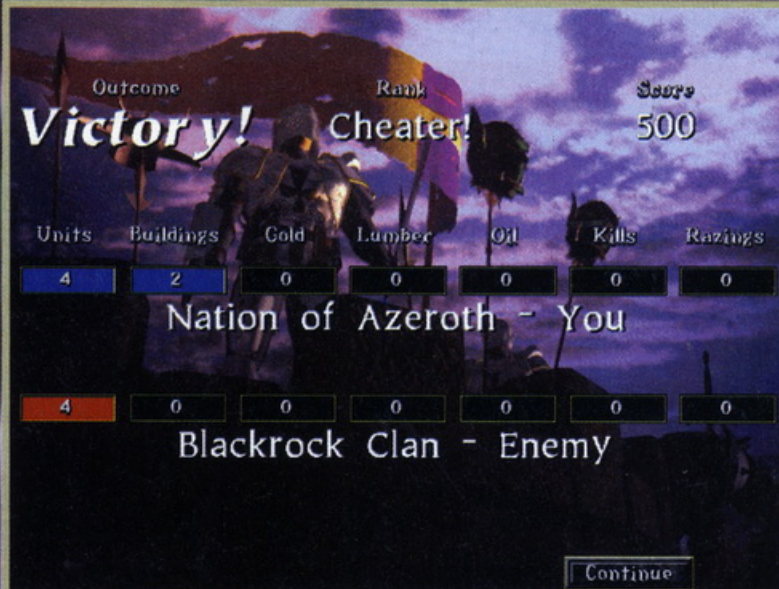 Outcome Rank Score
Victory! Cheater! 500
Units Buildings Gold Lumber Oil Kills Razings
4 2 0 0 0 0 0
Nation of Azeroth - You
4 0 0 0 0 0 0
Blackrock Clan - Enemy
Continue